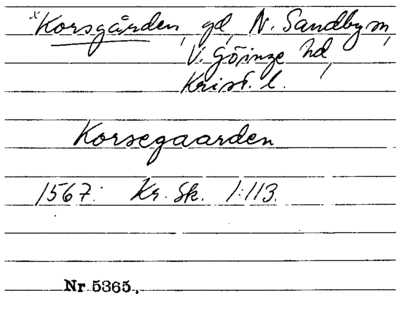 ×Korsgården, gd, N. Sandby sn,
V. Göinge hd,
Krist. l.
Korsegaarden
1567: Kr. Sk. 1:113.
Nr 5365.